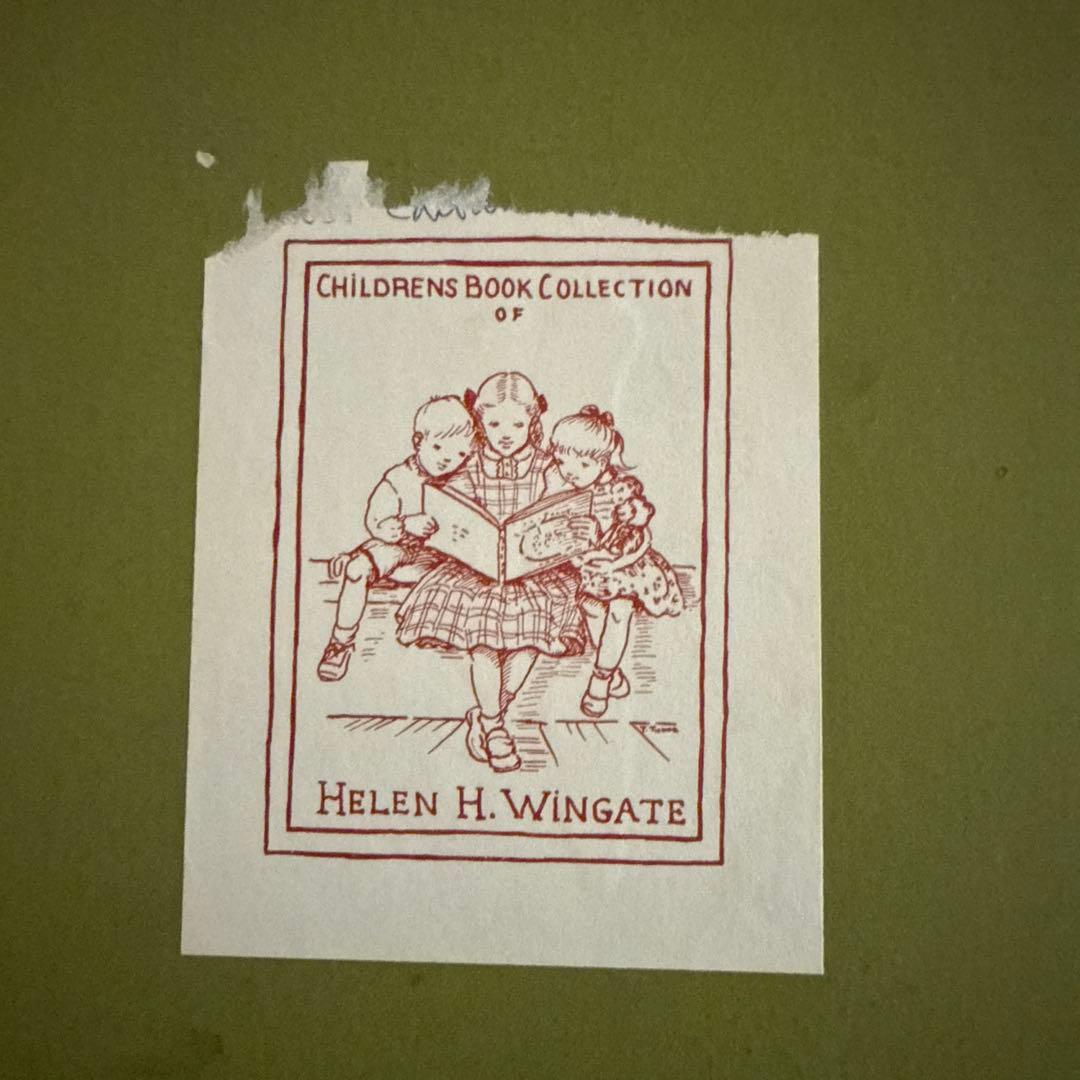 CHILDRENS BOOK COLLECTION
OF
HELEN H. WINGATE